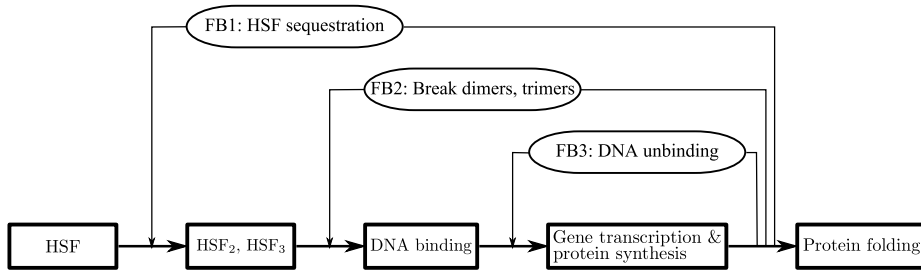 FB1: HSF sequestration
FB2: Break dimers, trimers
FB3: DNA unbinding
HSF
HSF₂, HSF₃
DNA binding
Gene transcription &
protein synthesis
Protein folding